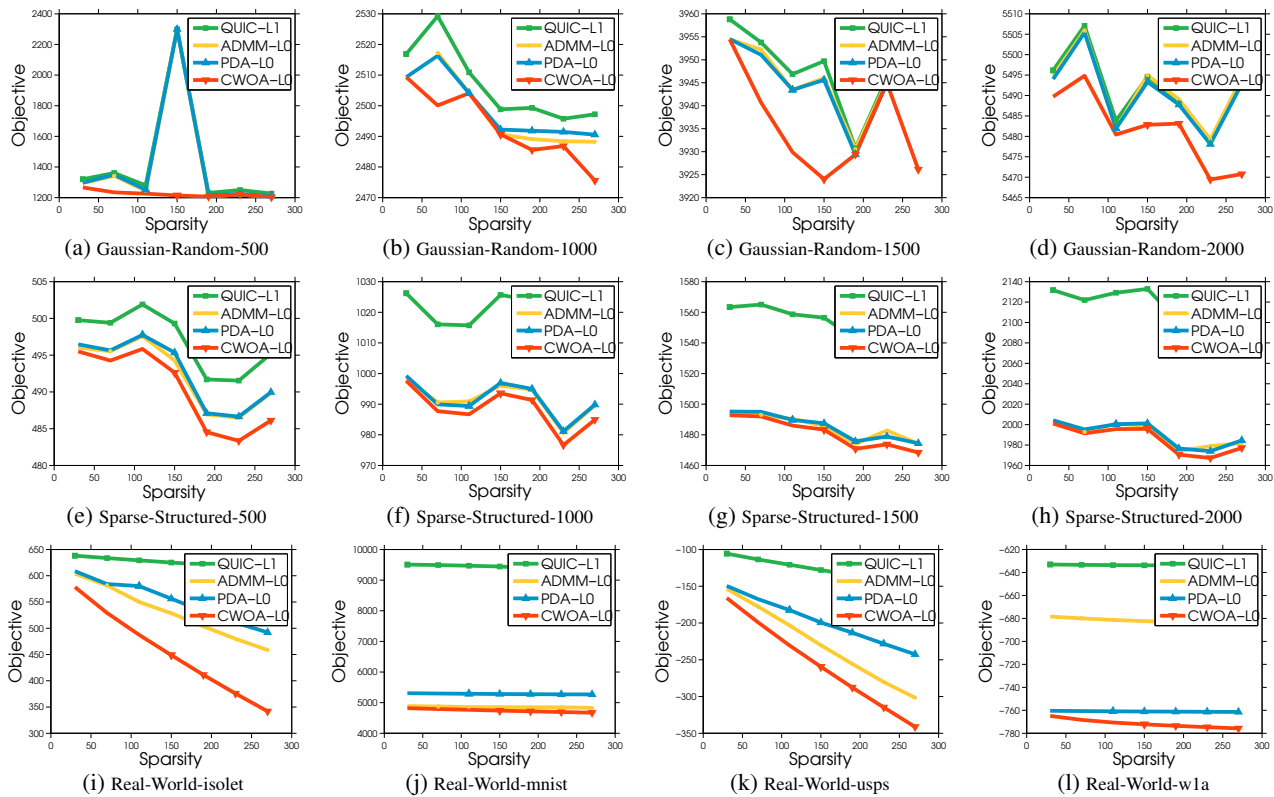 Objective
2400
2200
2000
1800
1600
1400
1200
QUIC-L1
ADMM-L0
PDA-L0
CWOA-L0
0 50 100 150 200 250 300
Sparsity
(a) Gaussian-Random-500
Objective
2530
2520
2510
2500
2490
2480
2470
QUIC-L1
ADMM-L0
PDA-L0
CWOA-L0
0 50 100 150 200 250 300
Sparsity
(b) Gaussian-Random-1000
Objective
3960
3955
3950
3945
3940
3935
3930
3925
3920
QUIC-L1
ADMM-L0
PDA-L0
CWOA-L0
0 50 100 150 200 250 300
Sparsity
(c) Gaussian-Random-1500
Objective
5510
5505
5500
5495
5490
5485
5480
5475
5470
5465
QUIC-L1
ADMM-L0
PDA-L0
CWOA-L0
0 50 100 150 200 250 300
Sparsity
(d) Gaussian-Random-2000
Objective
505
500
495
490
485
480
QUIC-L1
ADMM-L0
PDA-L0
CWOA-L0
0 50 100 150 200 250 300
Sparsity
(e) Sparse-Structured-500
Objective
1030
1020
1010
1000
990
980
970
QUIC-L1
ADMM-L0
PDA-L0
CWOA-L0
0 50 100 150 200 250 300
Sparsity
(f) Sparse-Structured-1000
Objective
1580
1560
1540
1520
1500
1480
1460
QUIC-L1
ADMM-L0
PDA-L0
CWOA-L0
0 50 100 150 200 250 300
Sparsity
(g) Sparse-Structured-1500
Objective
2140
2120
2100
2080
2060
2040
2020
2000
1980
1960
QUIC-L1
ADMM-L0
PDA-L0
CWOA-L0
0 50 100 150 200 250 300
Sparsity
(h) Sparse-Structured-2000
Objective
650
600
550
500
450
400
350
300
QUIC-L1
ADMM-L0
PDA-L0
CWOA-L0
0 50 100 150 200 250 300
Sparsity
(i) Real-World-isolet
Objective
10000
9000
8000
7000
6000
5000
4000
QUIC-L1
ADMM-L0
PDA-L0
CWOA-L0
0 50 100 150 200 250 300
Sparsity
(j) Real-World-mnist
Objective
-100
-150
-200
-250
-300
-350
QUIC-L1
ADMM-L0
PDA-L0
CWOA-L0
0 50 100 150 200 250 300
Sparsity
(k) Real-World-usps
Objective
-620
-640
-660
-680
-700
-720
-740
-760
-780
QUIC-L1
ADMM-L0
PDA-L0
CWOA-L0
0 50 100 150 200 250 300
Sparsity
(l) Real-World-w1a